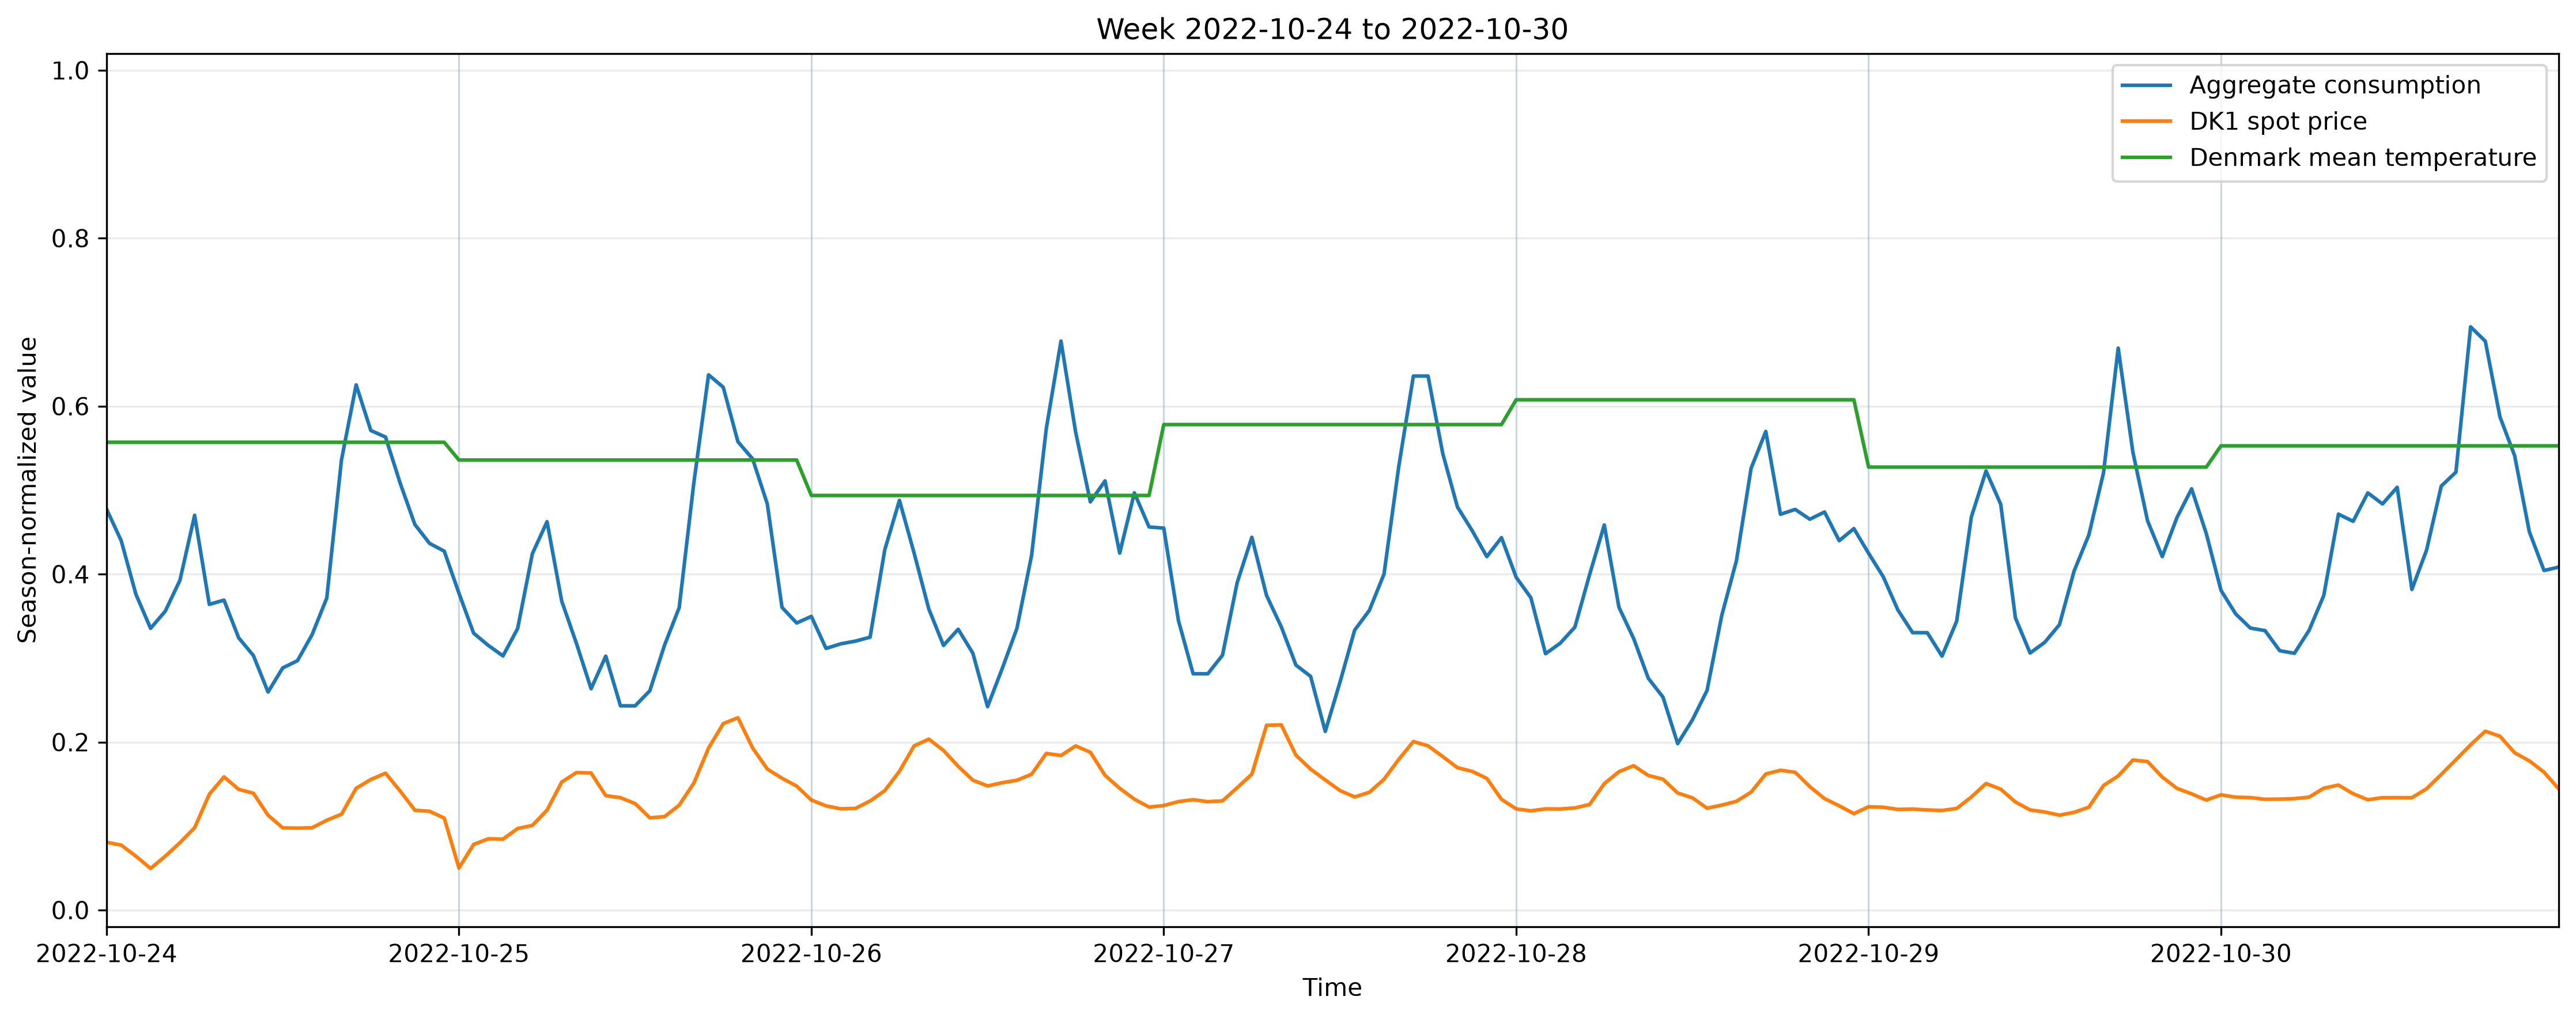 Week 2022-10-24 to 2022-10-30
Season-normalized value
1.0
0.8
0.6
0.4
0.2
0.0
Aggregate consumption
DK1 spot price
Denmark mean temperature
2022-10-24
2022-10-25
2022-10-26
2022-10-27
2022-10-28
2022-10-29
2022-10-30
Time